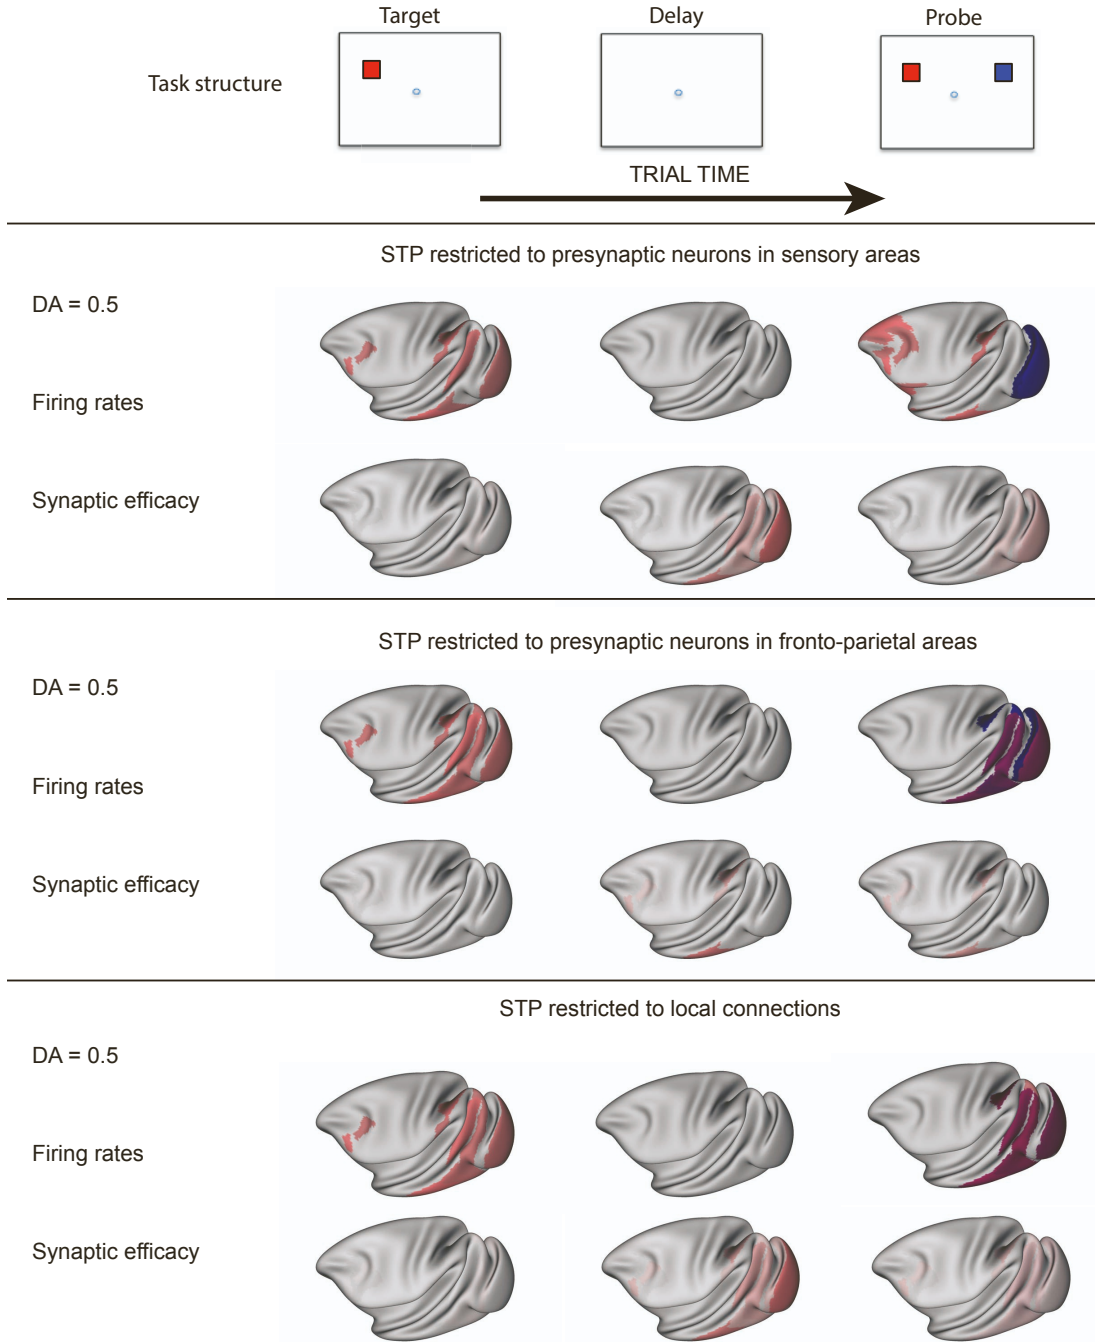 Target Delay Probe
Task structure
TRIAL TIME
STP restricted to presynaptic neurons in sensory areas
DA = 0.5
Firing rates
Synaptic efficacy
STP restricted to presynaptic neurons in fronto-parietal areas
DA = 0.5
Firing rates
Synaptic efficacy
STP restricted to local connections
DA = 0.5
Firing rates
Synaptic efficacy